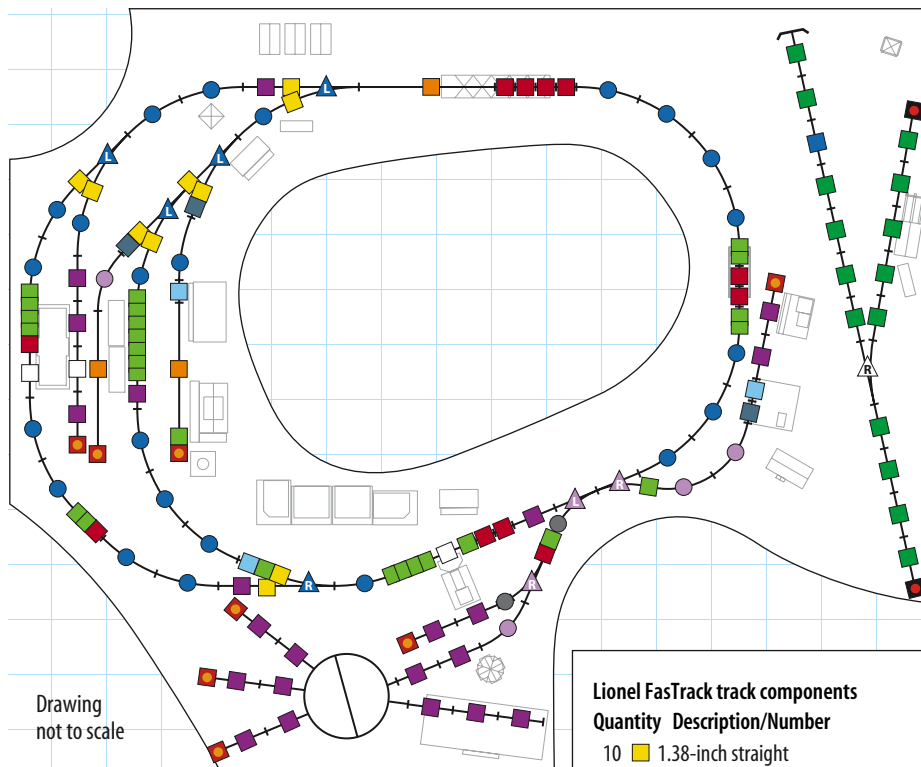 L
L
L
L
R
L
R
R
R
Drawing
not to scale
Lionel FasTrack track components
Quantity Description/Number
10 1.38-inch straight